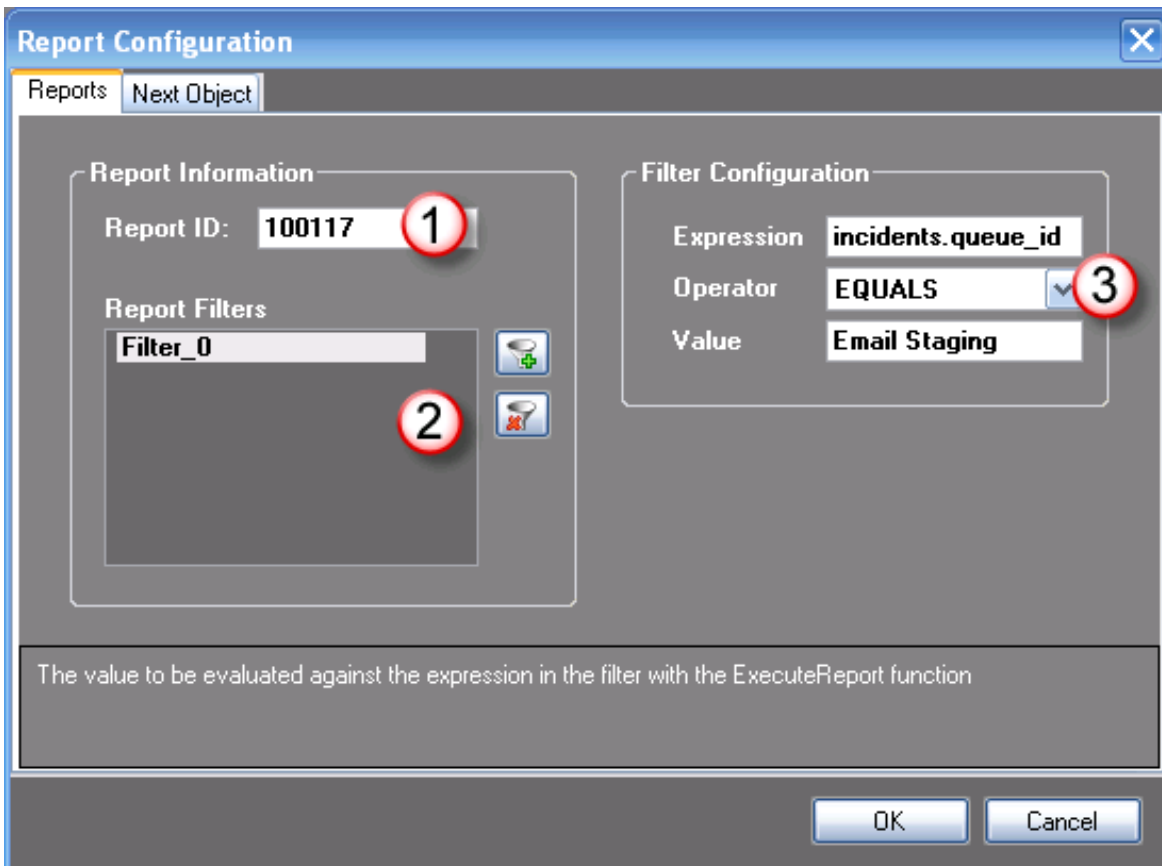 Report Configuration
Reports
Next Object
Report Information
Report ID: 100117 1
Report Filters
Filter_0
2
Filter Configuration
Expression incidents.queue_id
Operator EQUALS 3
Value Email Staging
The value to be evaluated against the expression in the filter with the ExecuteReport function
OK
Cancel